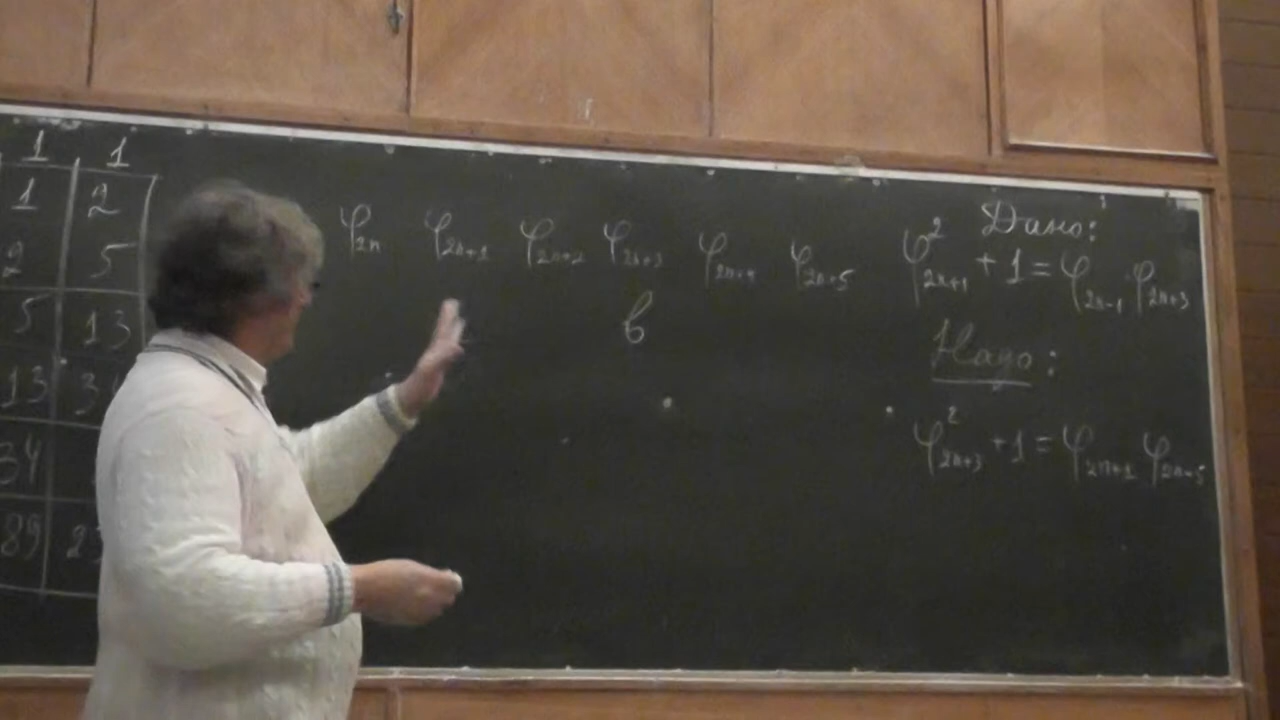 1 1
1 2
2 5
5 13
13 34
34
89 23
φ₂ₙ φ₂ₙ₊₁ φ₂ₙ₊₂ φ₂ₙ₊₃ φ₂ₙ₊₄ φ₂ₙ₊₅
b
Дано:
φ²₂ₙ₊₁ + 1 = φ₂ₙ₋₁ · φ₂ₙ₊₃
Надо:
φ²₂ₙ₊₃ + 1 = φ₂ₙ₊₁ φ₂ₙ₊₅